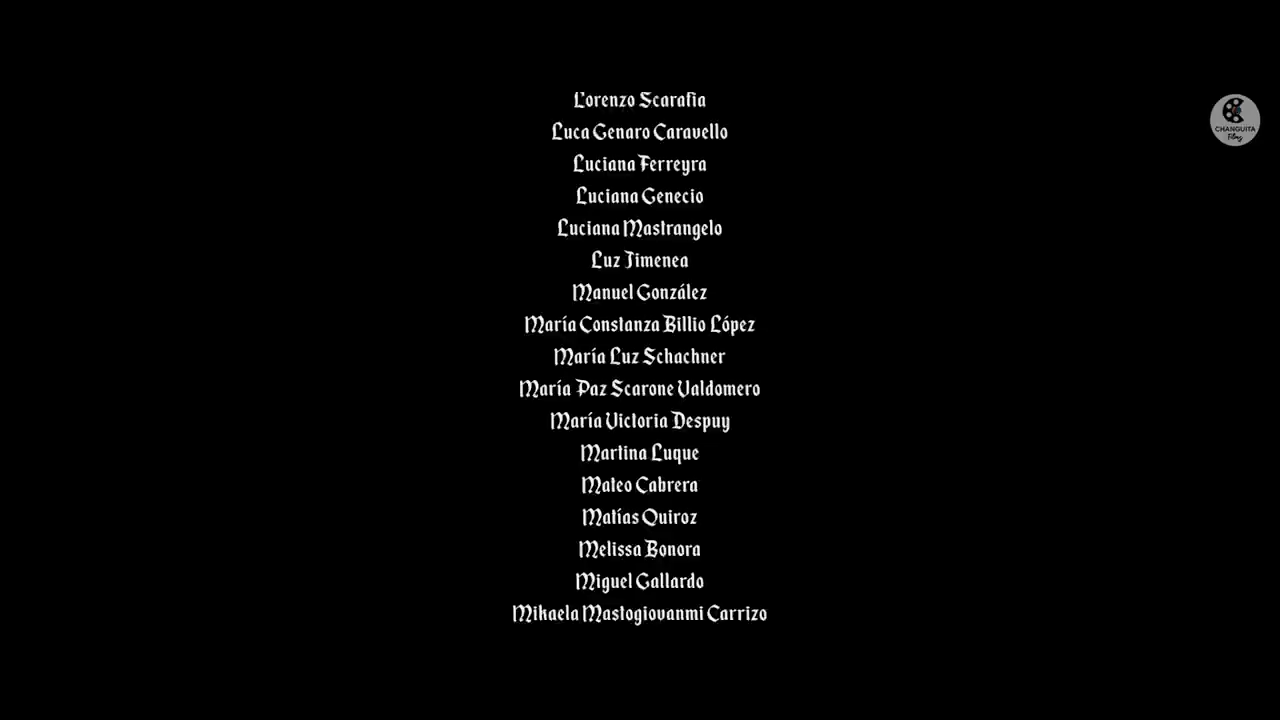 Lorenzo Scarafia
Luca Genaro Caravello
Luciana Ferreyra
Luciana Genecio
Luciana Mastrangelo
Luz Jimenea
Manuel González
María Constanza Billio López
María Luz Schachner
María Paz Scarone Valdomero
María Victoria Despuy
Martina Luque
Mateo Cabrera
Matías Quiroz
Melissa Bonora
Miguel Gallardo
Mikaela Mastogiovanmi Carrizo
CHANGUITA
Films